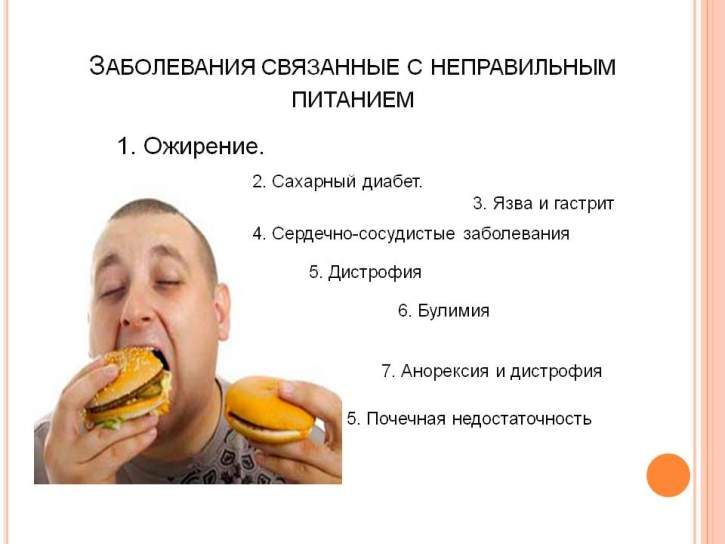 ЗАБОЛЕВАНИЯ СВЯЗАННЫЕ С НЕПРАВИЛЬНЫМ
ПИТАНИЕМ
1. Ожирение.
2. Сахарный диабет.
3. Язва и гастрит
4. Сердечно-сосудистые заболевания
5. Дистрофия
6. Булимия
7. Анорексия и дистрофия
5. Почечная недостаточность